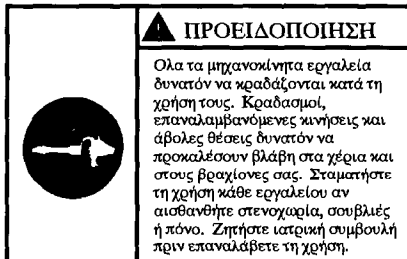 ΠΡΟΕΙΔΟΠΟΙΗΣΗ
Ολα τα μηχανοκίνητα εργαλεία
δυνατόν να κραδάζονται κατά τη
χρήση τους. Κραδασμοί,
επαναλαμβανόμενες κινήσεις και
άβολες θέσεις δυνατόν να
προκαλέσουν βλάβη στα χέρια και
στους βραχίονες σας. Σταματήστε
τη χρήση κάθε εργαλείου αν
αισθανθήτε στενοχωρία, σουβλιές
ή πόνο. Ζητήστε ιατρική συμβουλή
πριν επαναλάβετε τη χρήση.